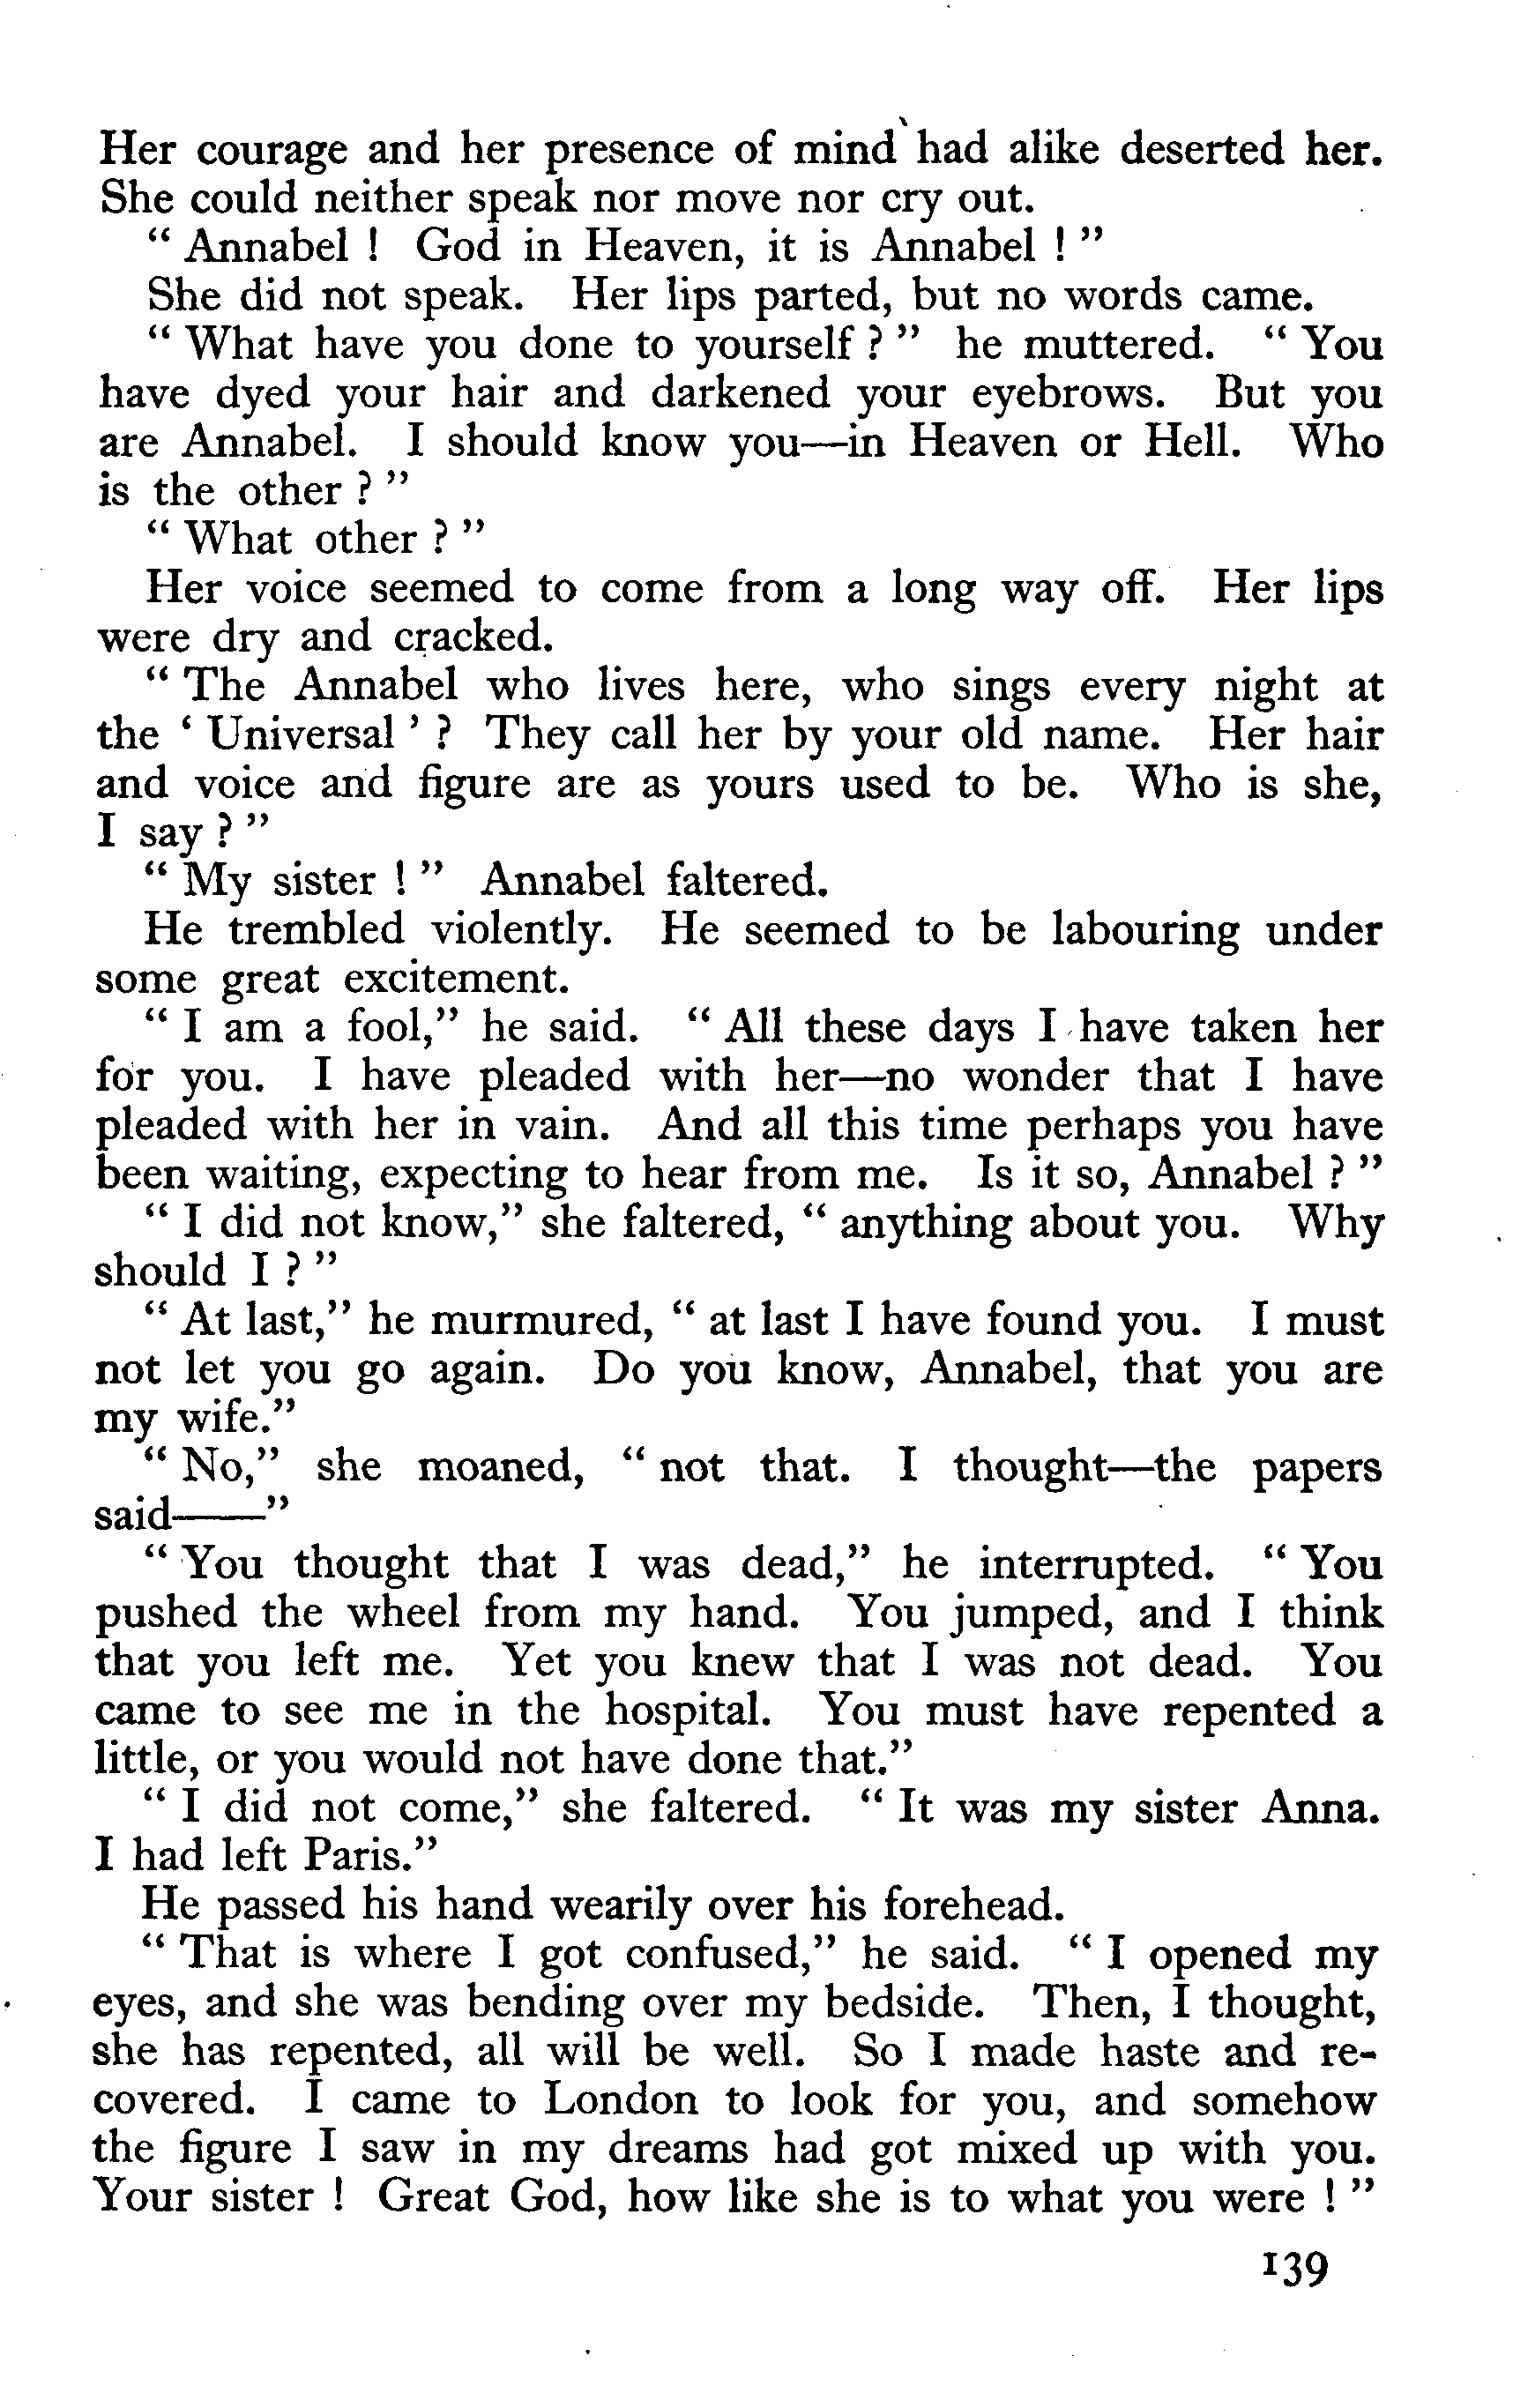 Her courage and her presence of mind had alike deserted her.
She could neither speak nor move nor cry out.
“ Annabel ! God in Heaven, it is Annabel ! ”
She did not speak. Her lips parted, but no words came.
“ What have you done to yourself ? ” he muttered. “ You
have dyed your hair and darkened your eyebrows. But you
are Annabel. I should know you—in Heaven or Hell. Who
is the other ? ”
“ What other ? ”
Her voice seemed to come from a long way off. Her lips
were dry and cracked.
“ The Annabel who lives here, who sings every night at
the ‘ Universal ’ ? They call her by your old name. Her hair
and voice and figure are as yours used to be. Who is she,
I say ? ”
“ My sister ! ” Annabel faltered.
He trembled violently. He seemed to be labouring under
some great excitement.
“ I am a fool,” he said. “ All these days I have taken her
for you. I have pleaded with her—no wonder that I have
pleaded with her in vain. And all this time perhaps you have
been waiting, expecting to hear from me. Is it so, Annabel ? ”
“ I did not know,” she faltered, “ anything about you. Why
should I ? ”
“ At last,” he murmured, “ at last I have found you. I must
not let you go again. Do you know, Annabel, that you are
my wife.”
“ No,” she moaned, “ not that. I thought—the papers
said——”
“ You thought that I was dead,” he interrupted. “ You
pushed the wheel from my hand. You jumped, and I think
that you left me. Yet you knew that I was not dead. You
came to see me in the hospital. You must have repented a
little, or you would not have done that.”
“ I did not come,” she faltered. “ It was my sister Anna.
I had left Paris.”
He passed his hand wearily over his forehead.
“ That is where I got confused,” he said. “ I opened my
eyes, and she was bending over my bedside. Then, I thought,
she has repented, all will be well. So I made haste and re-
covered. I came to London to look for you, and somehow
the figure I saw in my dreams had got mixed up with you.
Your sister ! Great God, how like she is to what you were ! ”
139